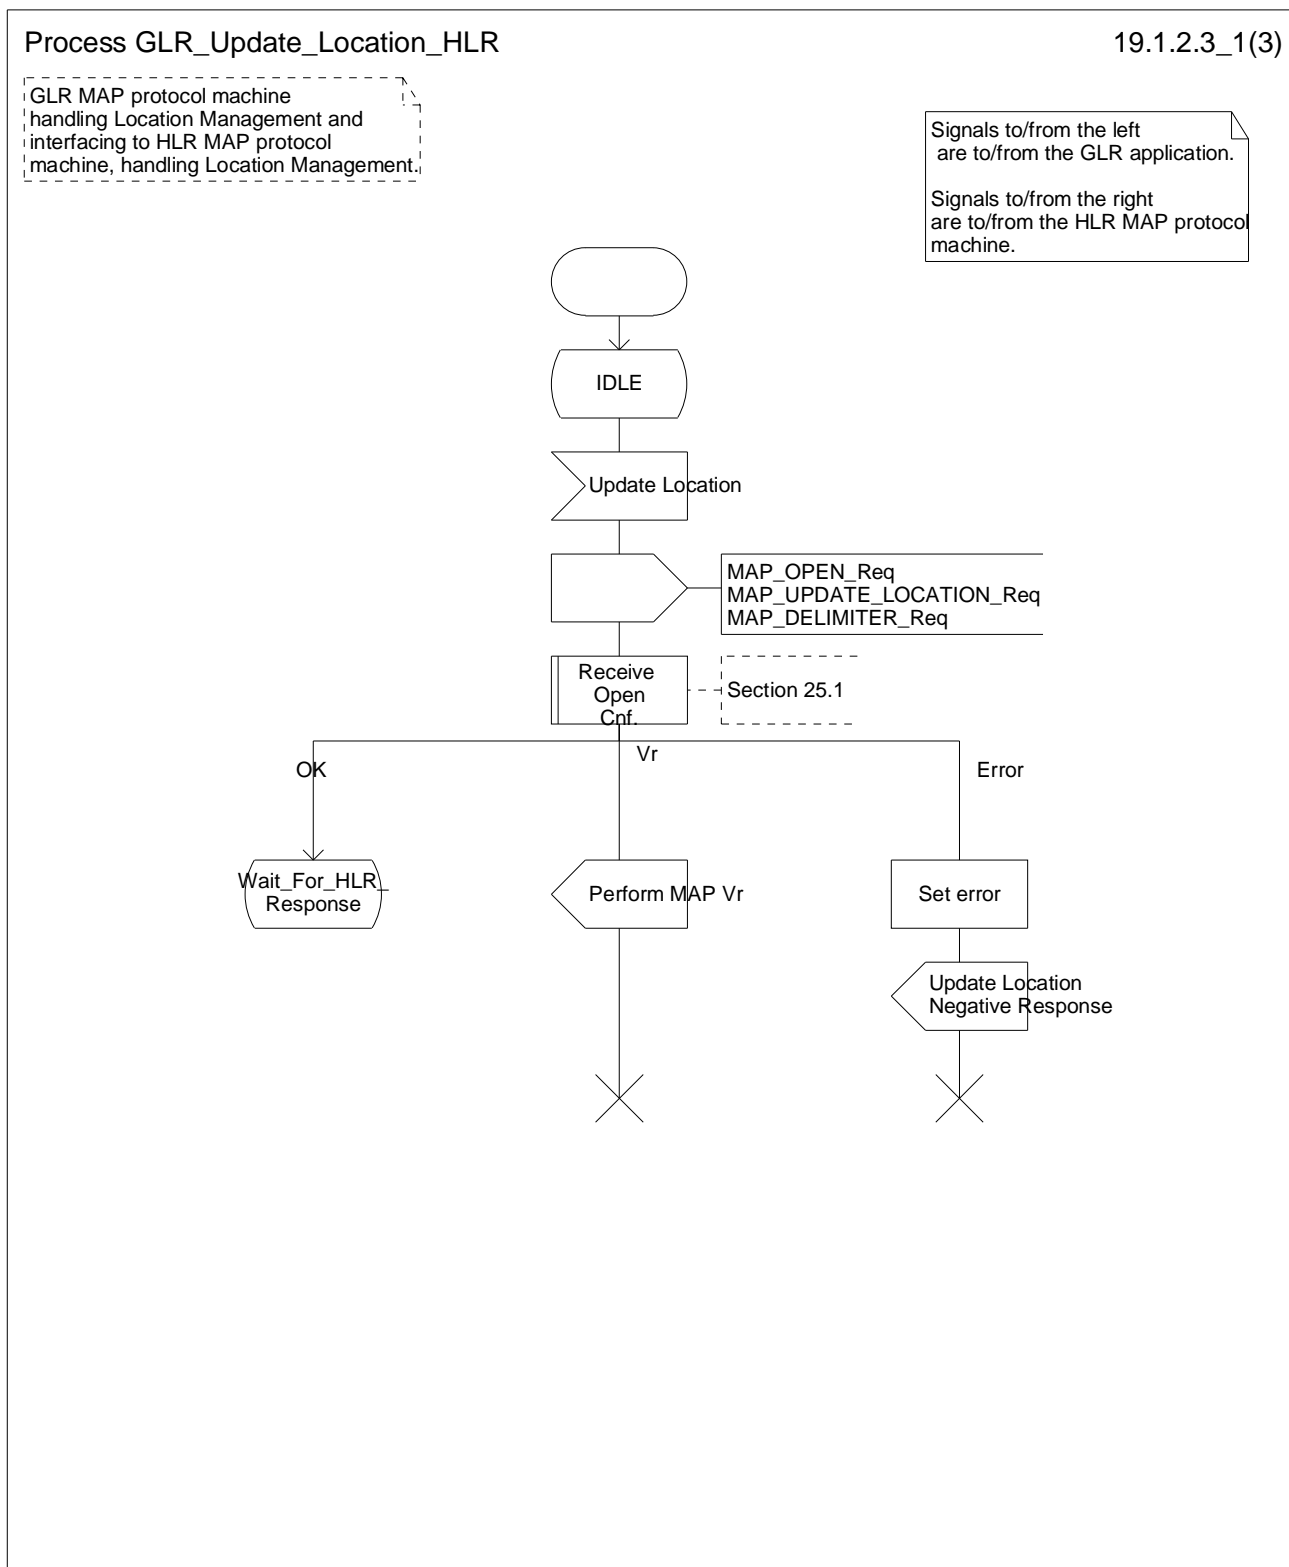 Process GLR_Update_Location_HLR
19.1.2.3_1(3)
GLR MAP protocol machine
handling Location Management and
interfacing to HLR MAP protocol
machine, handling Location Management.
Signals to/from the left
are to/from the GLR application.
Signals to/from the right
are to/from the HLR MAP protocol
machine.
IDLE
Update Location
MAP_OPEN_Req
MAP_UPDATE_LOCATION_Req
MAP_DELIMITER_Req
Receive
Open
Cnf.
Section 25.1
OK
Vr
Error
Wait_For_HLR_
Response
Perform MAP Vr
Set error
Update Location
Negative Response